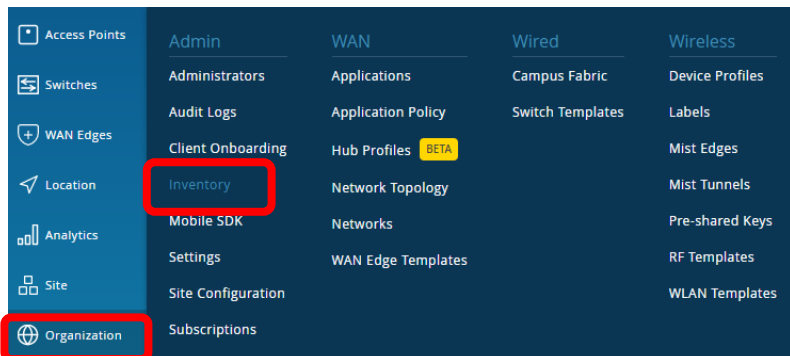 Access Points
Switches
WAN Edges
Location
Analytics
Site
Organization
Admin
Administrators
Audit Logs
Client Onboarding
Inventory
Mobile SDK
Settings
Site Configuration
Subscriptions
WAN
Applications
Application Policy
Hub Profiles BETA
Network Topology
Networks
WAN Edge Templates
Wired
Campus Fabric
Switch Templates
Wireless
Device Profiles
Labels
Mist Edges
Mist Tunnels
Pre-shared Keys
RF Templates
WLAN Templates